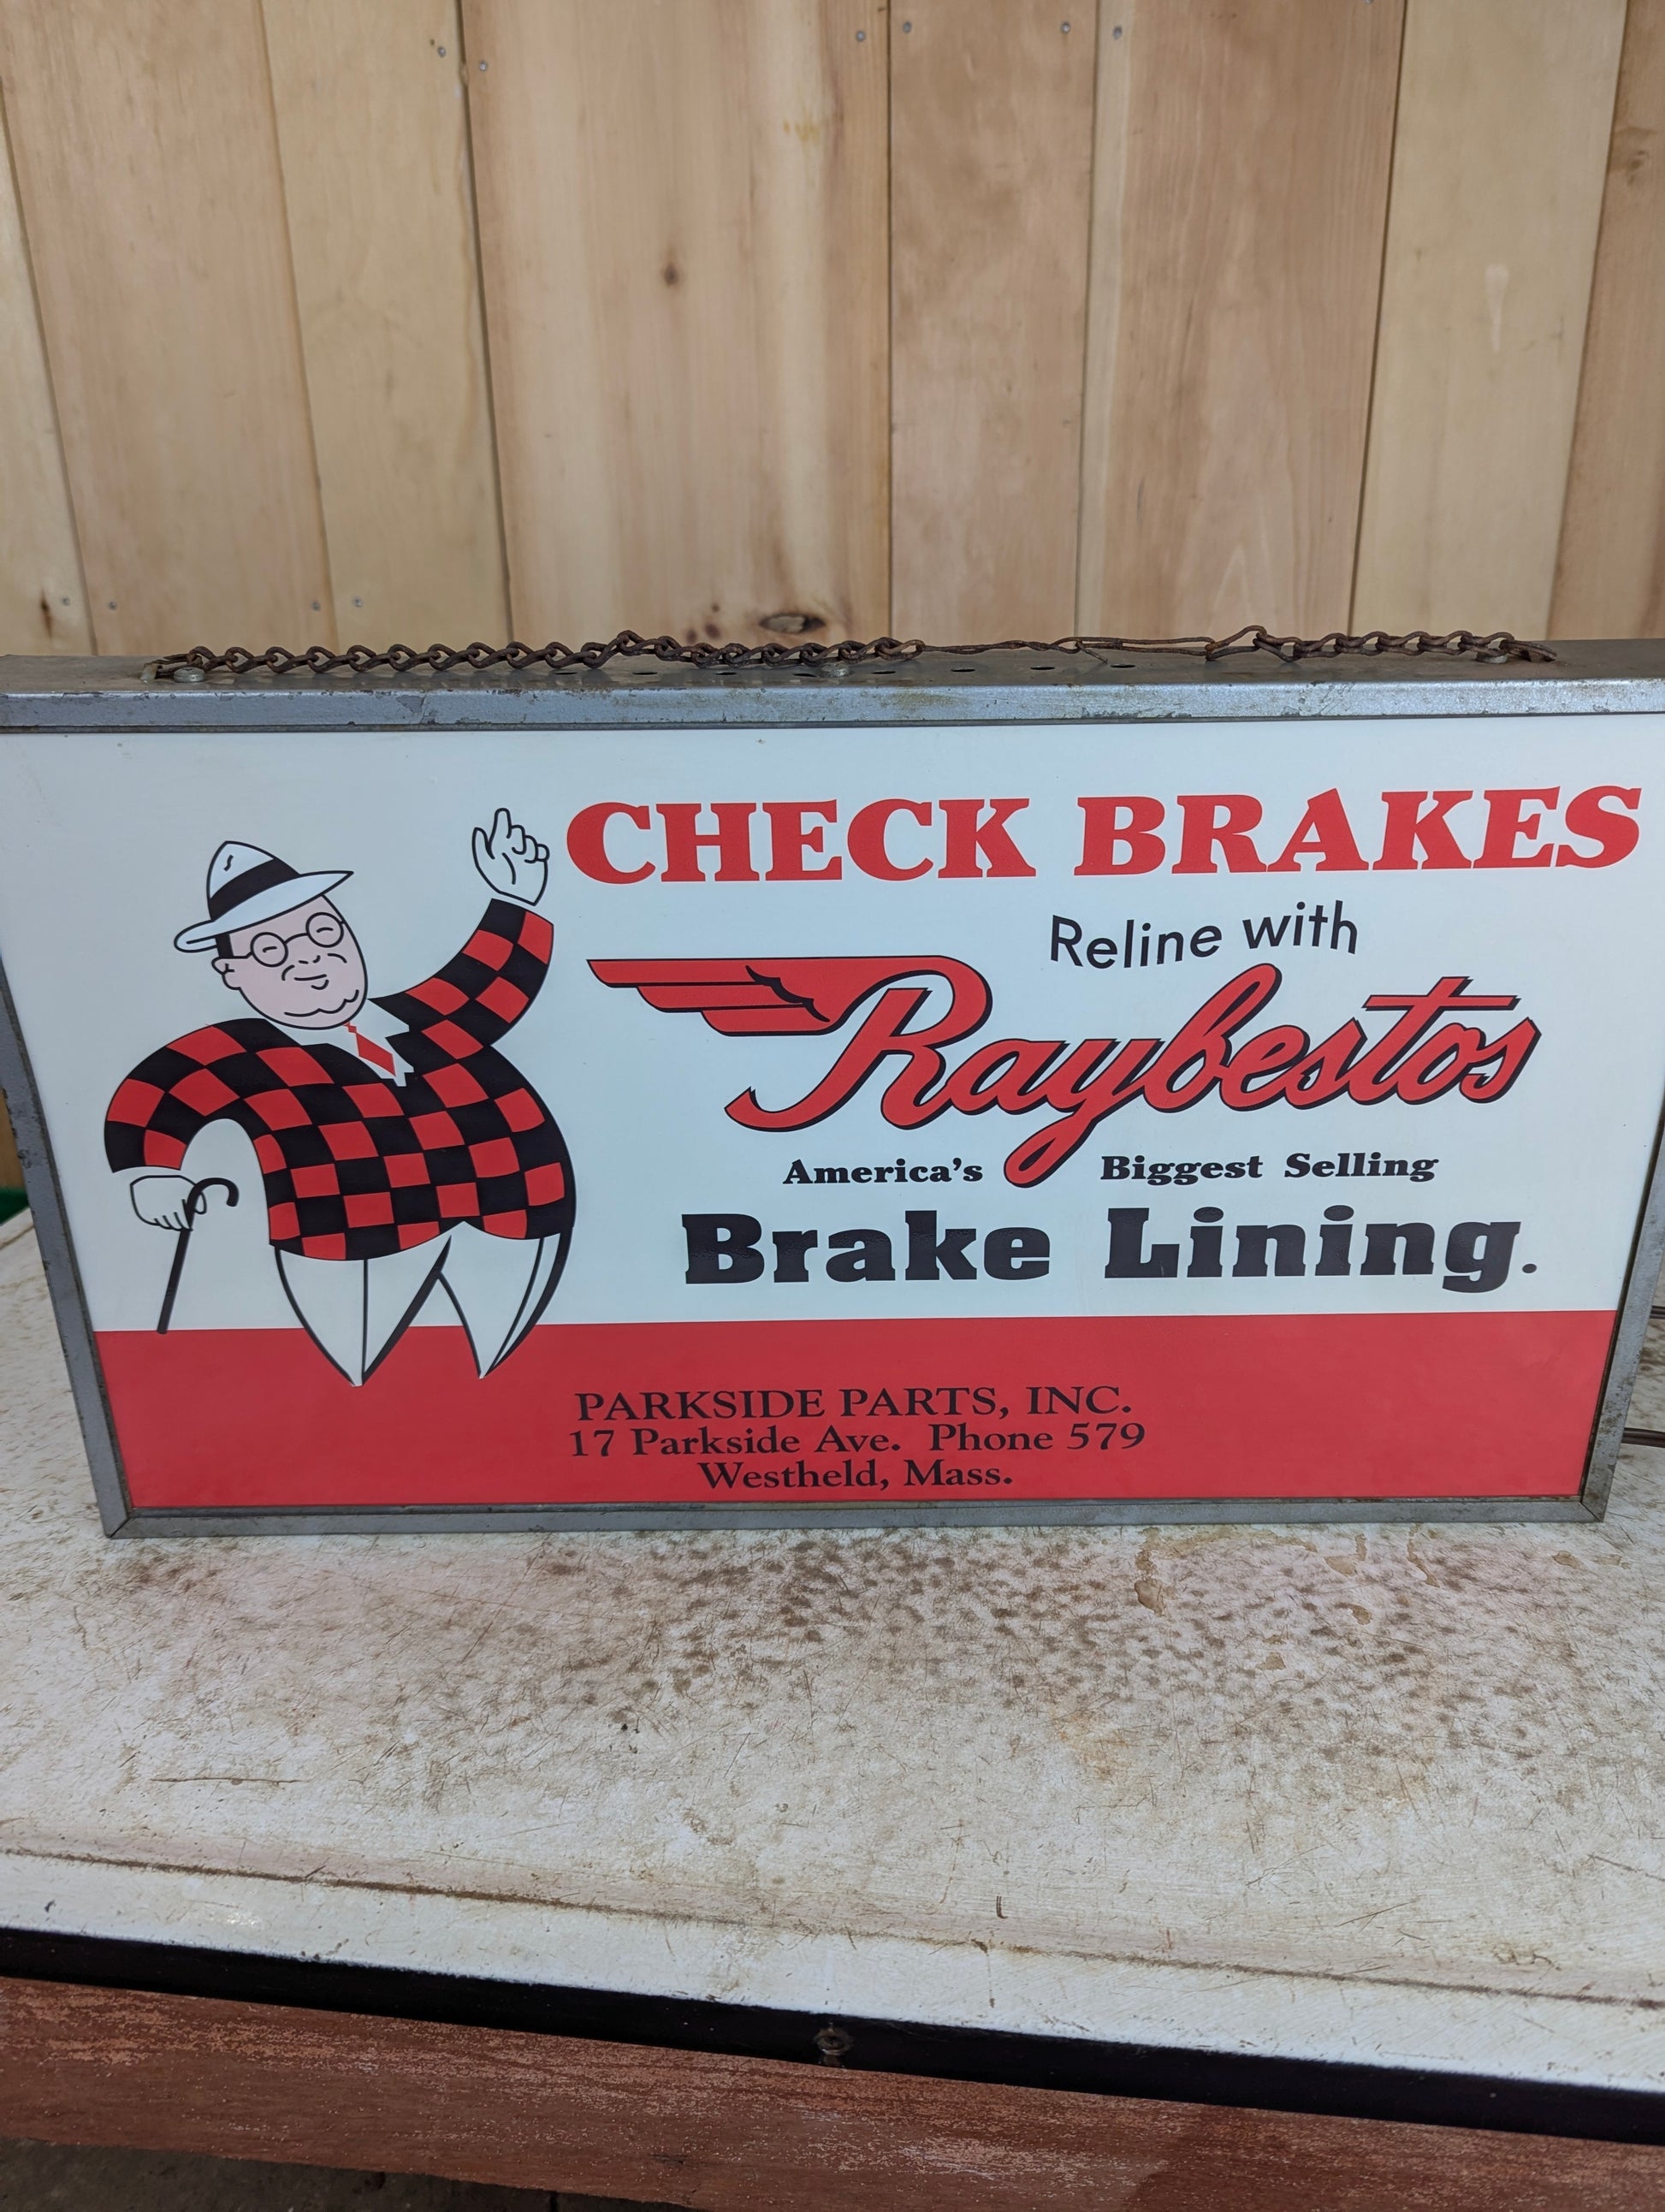 CHECK BRAKES
Reline with
Raybestos
America's Biggest Selling
Brake Lining.
PARKSIDE PARTS, INC.
17 Parkside Ave. Phone 579
Westheld, Mass.